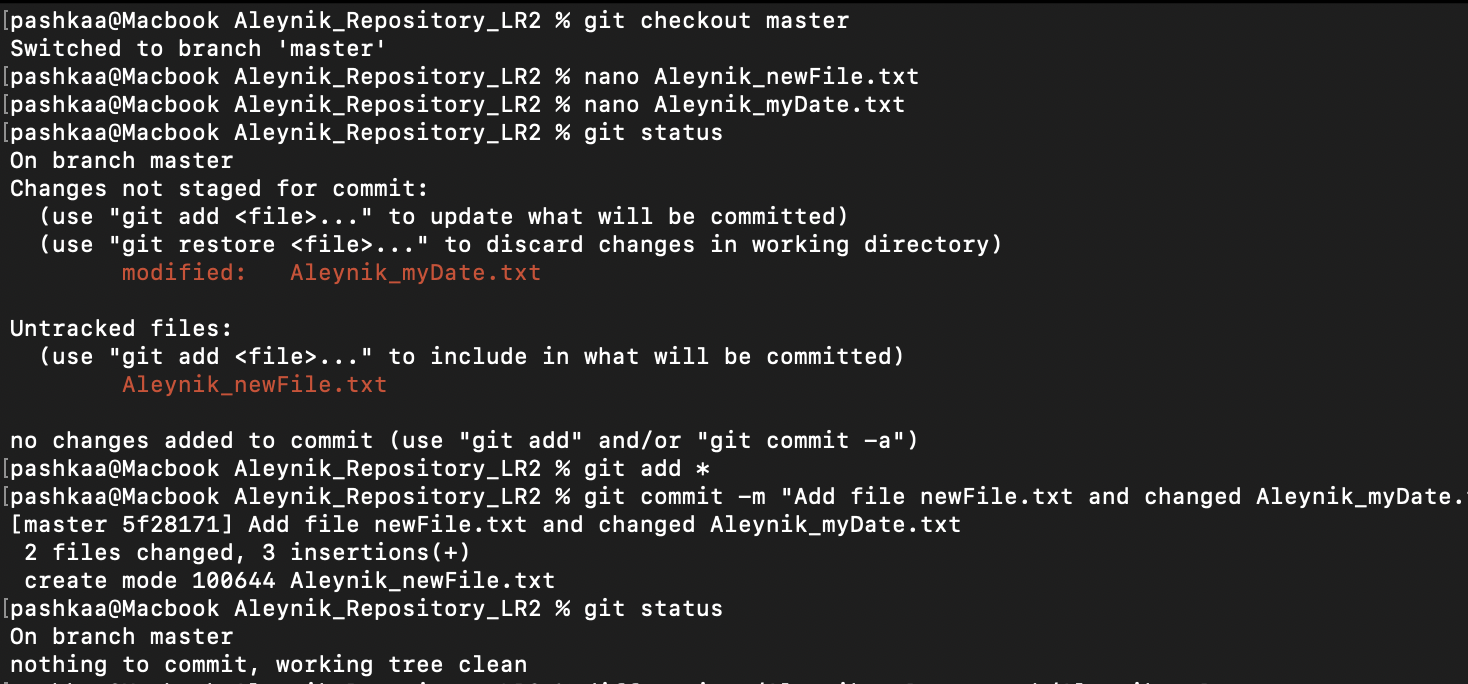 [pashkaa@Macbook Aleynik_Repository_LR2 % git checkout master
Switched to branch 'master'
[pashkaa@Macbook Aleynik_Repository_LR2 % nano Aleynik_newFile.txt
[pashkaa@Macbook Aleynik_Repository_LR2 % nano Aleynik_myDate.txt
[pashkaa@Macbook Aleynik_Repository_LR2 % git status
On branch master
Changes not staged for commit:
  (use "git add <file>..." to update what will be committed)
  (use "git restore <file>..." to discard changes in working directory)
        modified:   Aleynik_myDate.txt

Untracked files:
  (use "git add <file>..." to include in what will be committed)
        Aleynik_newFile.txt

no changes added to commit (use "git add" and/or "git commit -a")
[pashkaa@Macbook Aleynik_Repository_LR2 % git add *
[pashkaa@Macbook Aleynik_Repository_LR2 % git commit -m "Add file newFile.txt and changed Aleynik_myDate.
[master 5f28171] Add file newFile.txt and changed Aleynik_myDate.txt
 2 files changed, 3 insertions(+)
 create mode 100644 Aleynik_newFile.txt
[pashkaa@Macbook Aleynik_Repository_LR2 % git status
On branch master
nothing to commit, working tree clean